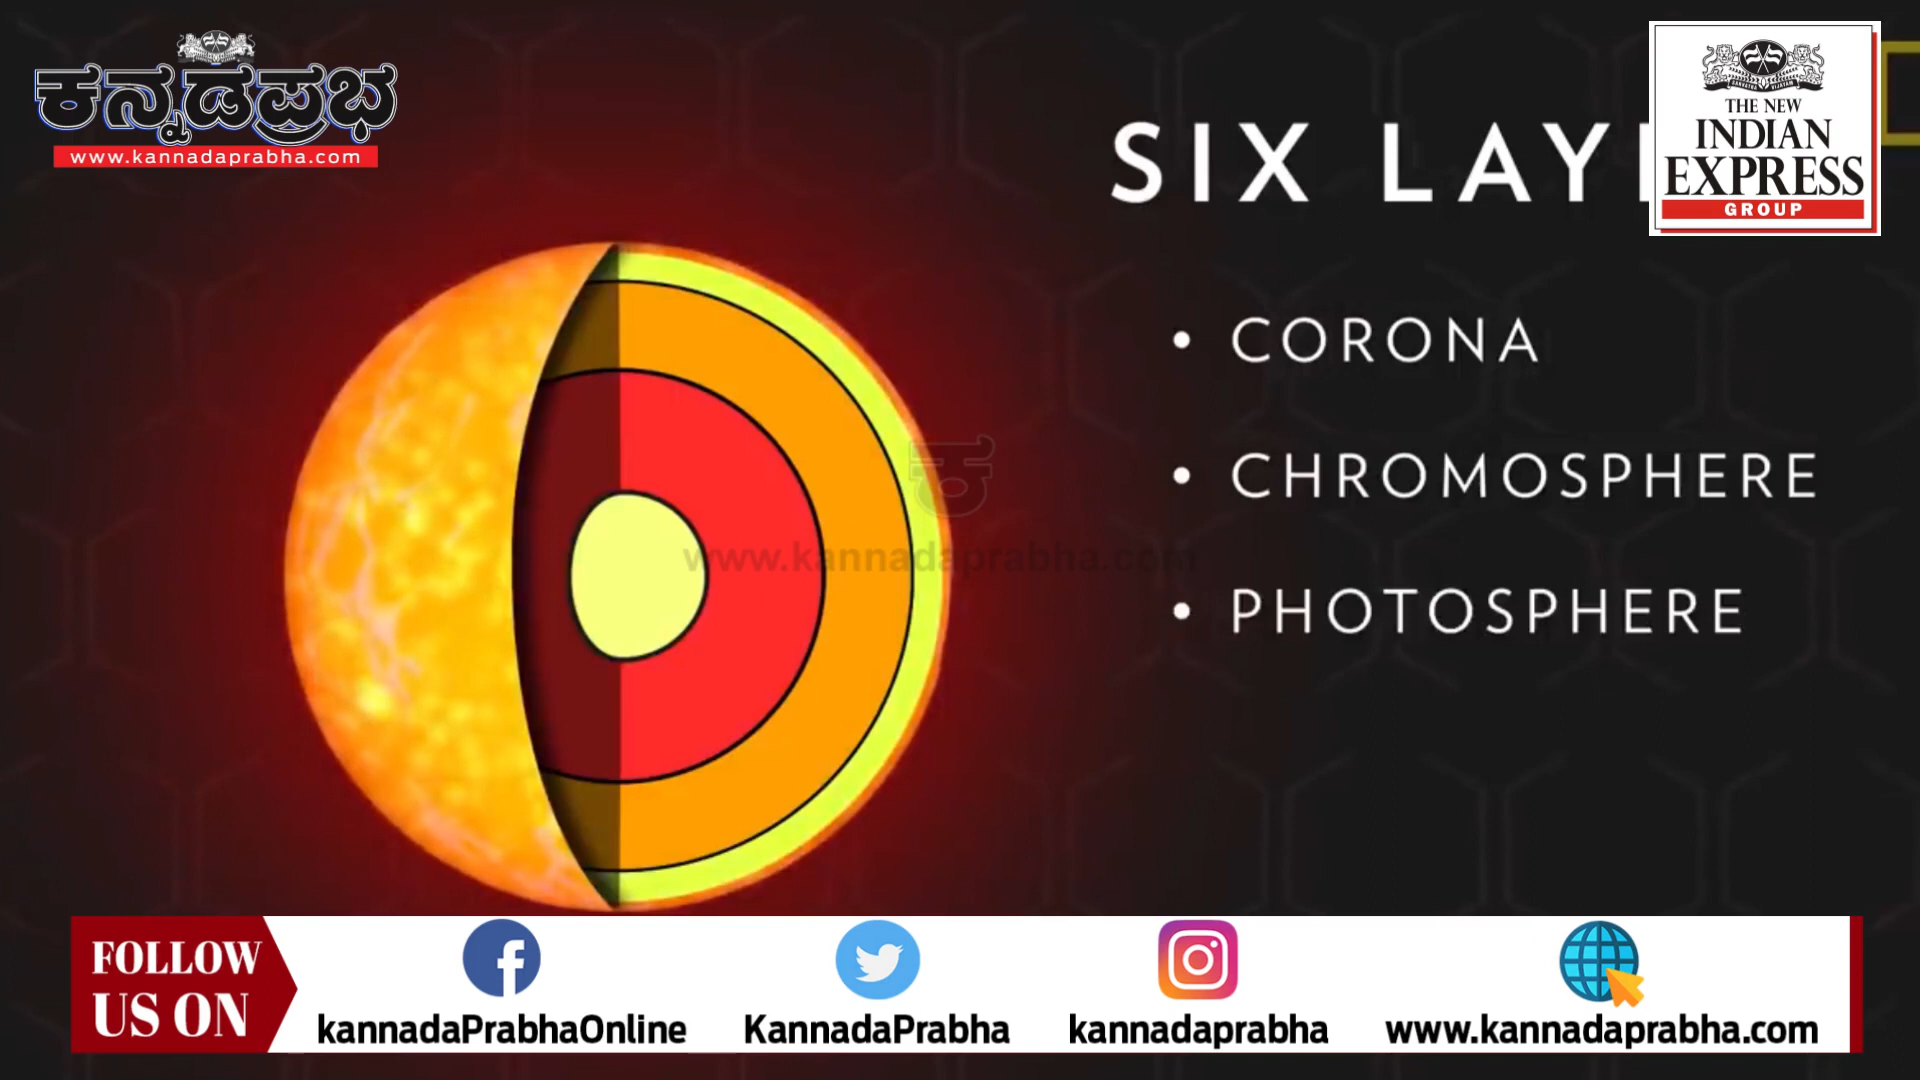 ಕನ್ನಡಪ್ರಭ
www.kannadaprabha.com
THE NEW
INDIAN
EXPRESS
GROUP
SIX
• CORONA
• CHROMOSPHERE
• PHOTOSPHERE
ಕ
www.kannadaprabha.com
FOLLOW
US ON
kannadaPrabhaOnline
KannadaPrabha
kannadaprabha
www.kannadaprabha.com